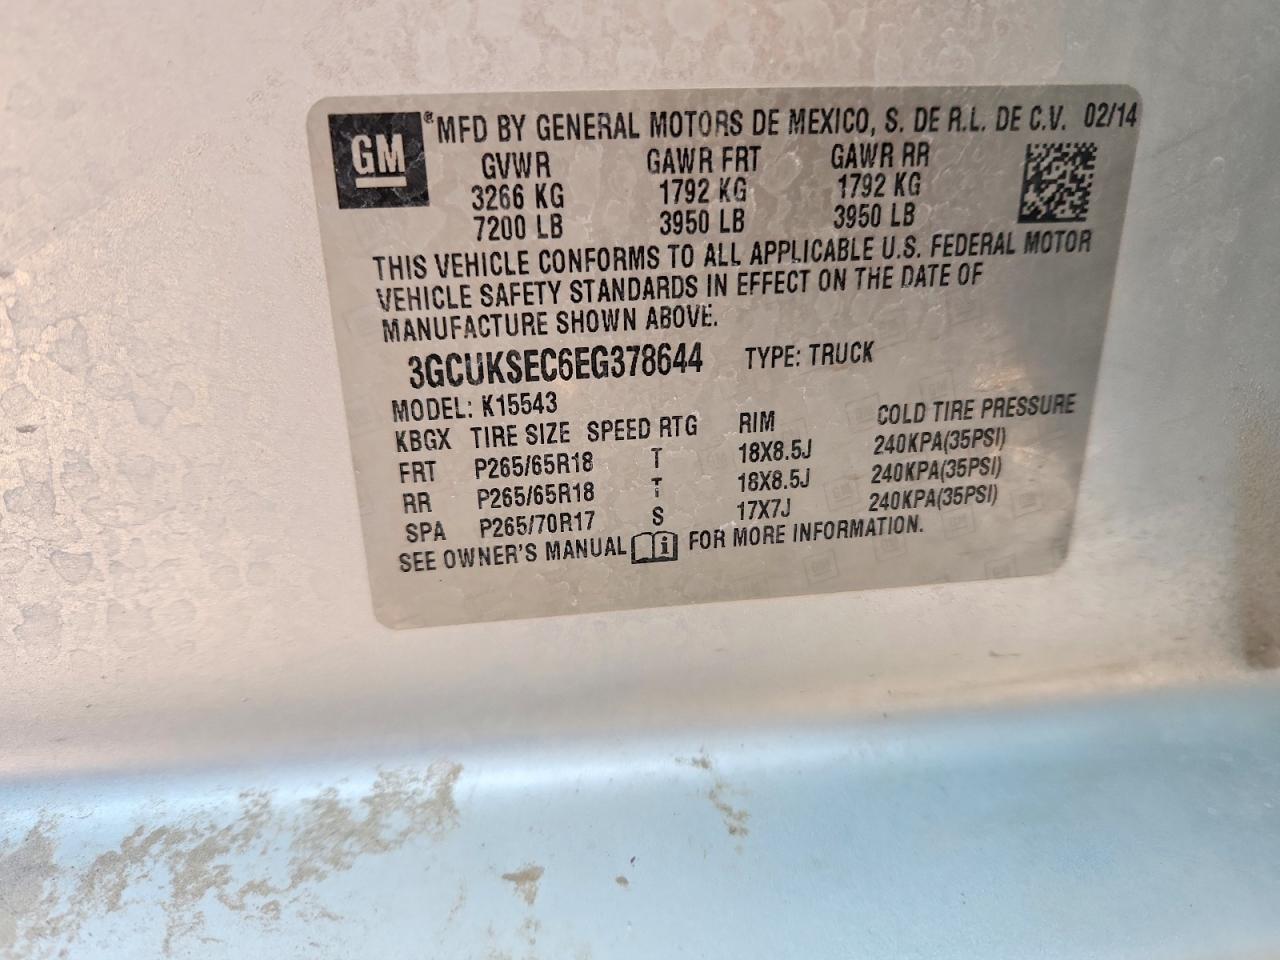 GM ® MFD BY GENERAL MOTORS DE MEXICO, S. DE R.L. DE C.V. 02/14
GVWR GAWR FRT GAWR RR
3266 KG 1792 KG 1792 KG
7200 LB 3950 LB 3950 LB
THIS VEHICLE CONFORMS TO ALL APPLICABLE U.S. FEDERAL MOTOR
VEHICLE SAFETY STANDARDS IN EFFECT ON THE DATE OF
MANUFACTURE SHOWN ABOVE.
3GCUKSEC6EG378644 TYPE: TRUCK
MODEL: K15543
KBGX TIRE SIZE SPEED RTG RIM COLD TIRE PRESSURE
FRT P265/65R18 T 18X8.5J 240KPA(35PSI)
RR P265/65R18 T 18X8.5J 240KPA(35PSI)
SPA P265/70R17 S 17X7J 240KPA(35PSI)
SEE OWNER'S MANUAL i FOR MORE INFORMATION.